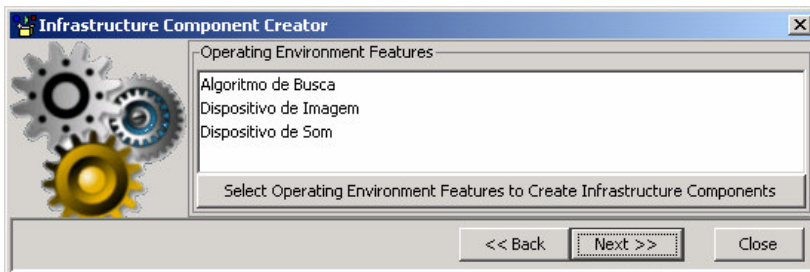 Infrastructure Component Creator
Operating Environment Features
Algoritmo de Busca
Dispositivo de Imagem
Dispositivo de Som
Select Operating Environment Features to Create Infrastructure Components
<< Back Next >> Close